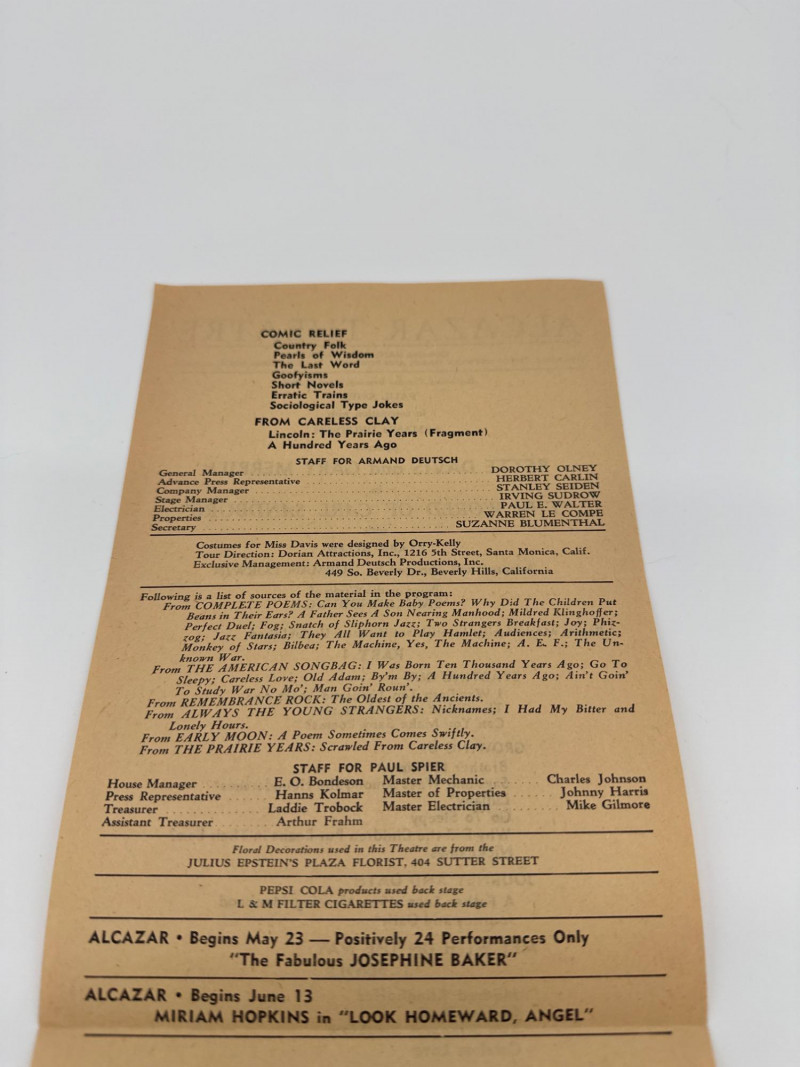 COMIC RELIEF
Country Folk
Pearls of Wisdom
The Last Word
Goofyisms
Short Novels
Erratic Trains
Sociological Type Jokes
FROM CARELESS CLAY
Lincoln: The Prairie Years (Fragment)
A Hundred Years Ago
STAFF FOR ARMAND DEUTSCH
General Manager DOROTHY OLNEY
Advance Press Representative HERBERT CARLIN
Company Manager STANLEY SEIDEN
Stage Manager IRVING SUDROW
Electrician PAUL E. WALTER
Properties WARREN LE COMPE
Secretary SUZANNE BLUMENTHAL
Costumes for Miss Davis were designed by Orry-Kelly
Tour Direction: Dorian Attractions, Inc., 1216 5th Street, Santa Monica, Calif.
Exclusive Management: Armand Deutsch Productions, Inc.
449 So. Beverly Dr., Beverly Hills, California
Following is a list of sources of the material in the program:
From COMPLETE POEMS: Can You Make Baby Poems? Why Did The Children Put
Beans in Their Ears? A Father Sees A Son Nearing Manhood; Mildred Klinghoffer;
Perfect Duel; Fog; Snatch of Sliphorn Jazz; Two Strangers Breakfast; Joy; Phiz-
zog; Jazz Fantasia; They All Want to Play Hamlet; Audiences; Arithmetic;
Monkey of Stars; Bilbea; The Machine, Yes, The Machine; A. E. F.; The Un-
known War.
From THE AMERICAN SONGBAG: I Was Born Ten Thousand Years Ago; Go To
Sleepy; Careless Love; Old Adam; By'm By; A Hundred Years Ago; Ain't Goin'
To Study War No Mo'; Man Goin' Roun'.
From REMEMBRANCE ROCK: The Oldest of the Ancients.
From ALWAYS THE YOUNG STRANGERS: Nicknames; I Had My Bitter and
Lonely Hours.
From EARLY MOON: A Poem Sometimes Comes Swiftly.
From THE PRAIRIE YEARS: Scrawled From Careless Clay.
STAFF FOR PAUL SPIER
House Manager E. O. Bondeson Master Mechanic Charles Johnson
Press Representative Hanns Kolmar Master of Properties Johnny Harris
Treasurer Laddie Trobock Master Electrician Mike Gilmore
Assistant Treasurer Arthur Frahm
Floral Decorations used in this Theatre are from the
JULIUS EPSTEIN'S PLAZA FLORIST, 404 SUTTER STREET
PEPSI COLA products used back stage
L & M FILTER CIGARETTES used back stage
ALCAZAR • Begins May 23 — Positively 24 Performances Only
"The Fabulous JOSEPHINE BAKER"
ALCAZAR • Begins June 13
MIRIAM HOPKINS in "LOOK HOMEWARD, ANGEL"